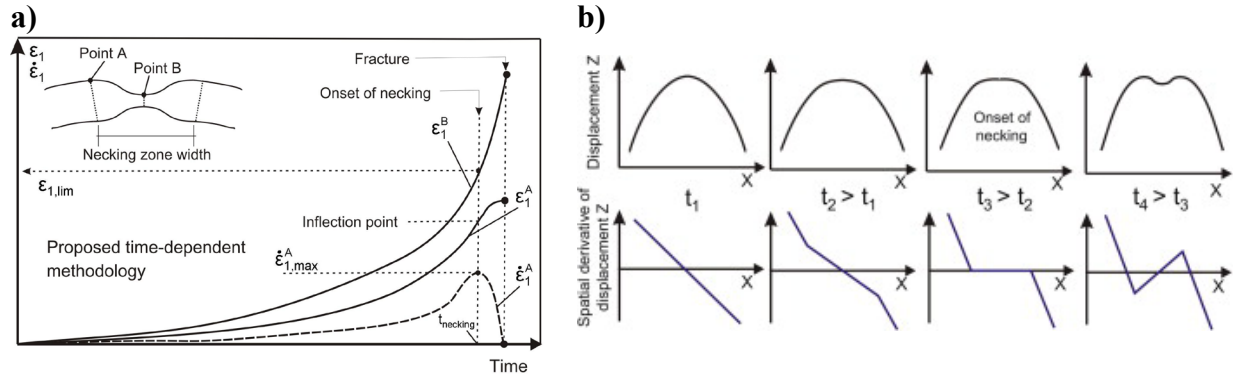 a)
ε₁
ε̇₁
Point A
Point B
Necking zone width
Fracture
Onset of necking
ε₁ᴮ
ε₁,lim
ε₁ᴬ
Inflection point
Proposed time-dependent
methodology
ε̇ᴬ₁,max
ε̇₁ᴬ
tnecking
Time
b)
Displacement Z
X
X
Onset of
necking
X
X
t₁
t₂ > t₁
t₃ > t₂
t₄ > t₃
Spatial derivative of
displacement Z
X
X
X
X